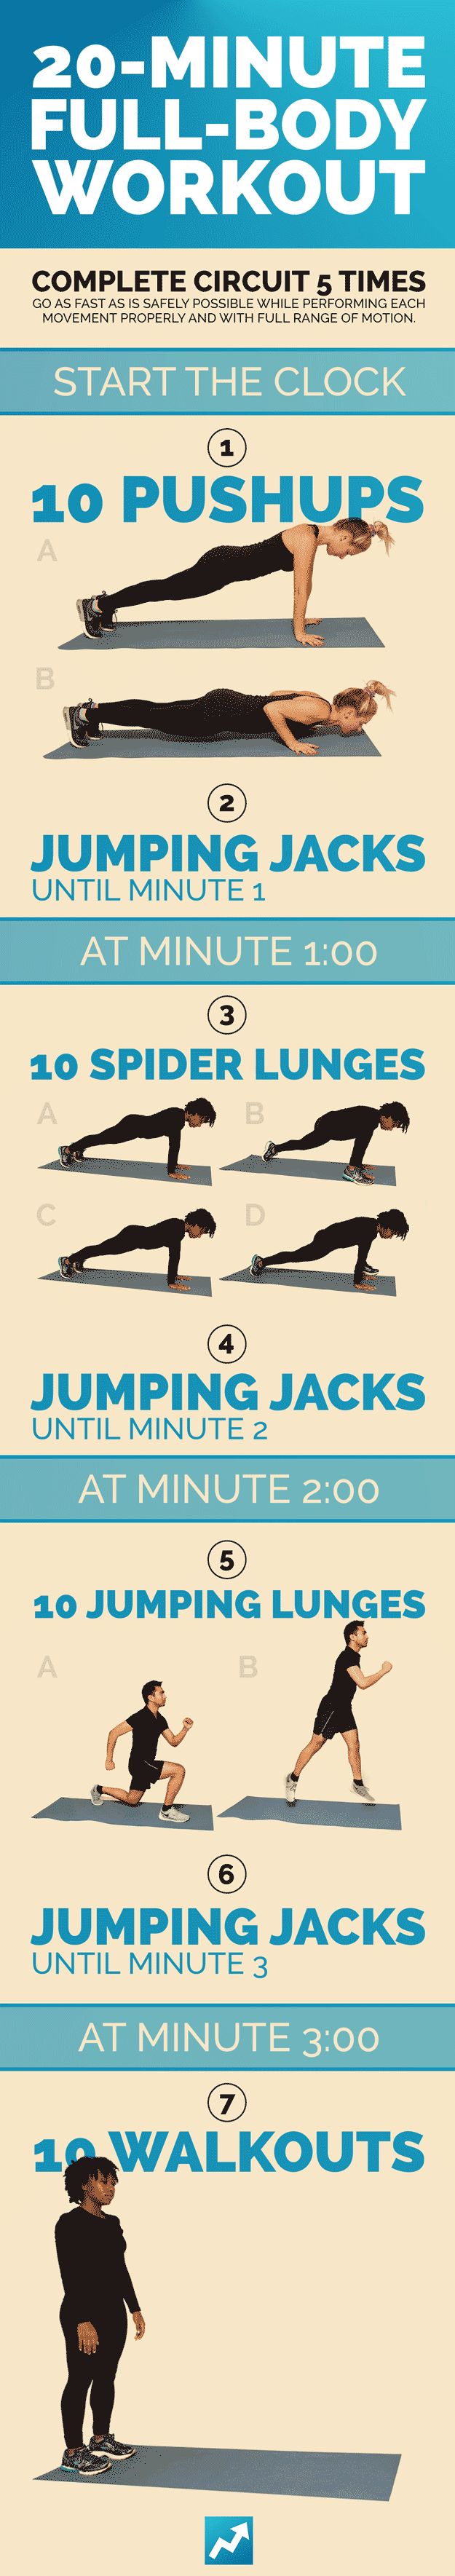 20-MINUTE
FULL-BODY
WORKOUT
COMPLETE CIRCUIT 5 TIMES
GO AS FAST AS IS SAFELY POSSIBLE WHILE PERFORMING EACH
MOVEMENT PROPERLY AND WITH FULL RANGE OF MOTION.
START THE CLOCK
1
10 PUSHUPS
A
B
2
JUMPING JACKS
UNTIL MINUTE 1
AT MINUTE 1:00
3
10 SPIDER LUNGES
A B
C D
4
JUMPING JACKS
UNTIL MINUTE 2
AT MINUTE 2:00
5
10 JUMPING LUNGES
A B
6
JUMPING JACKS
UNTIL MINUTE 3
AT MINUTE 3:00
7
10 WALKOUTS